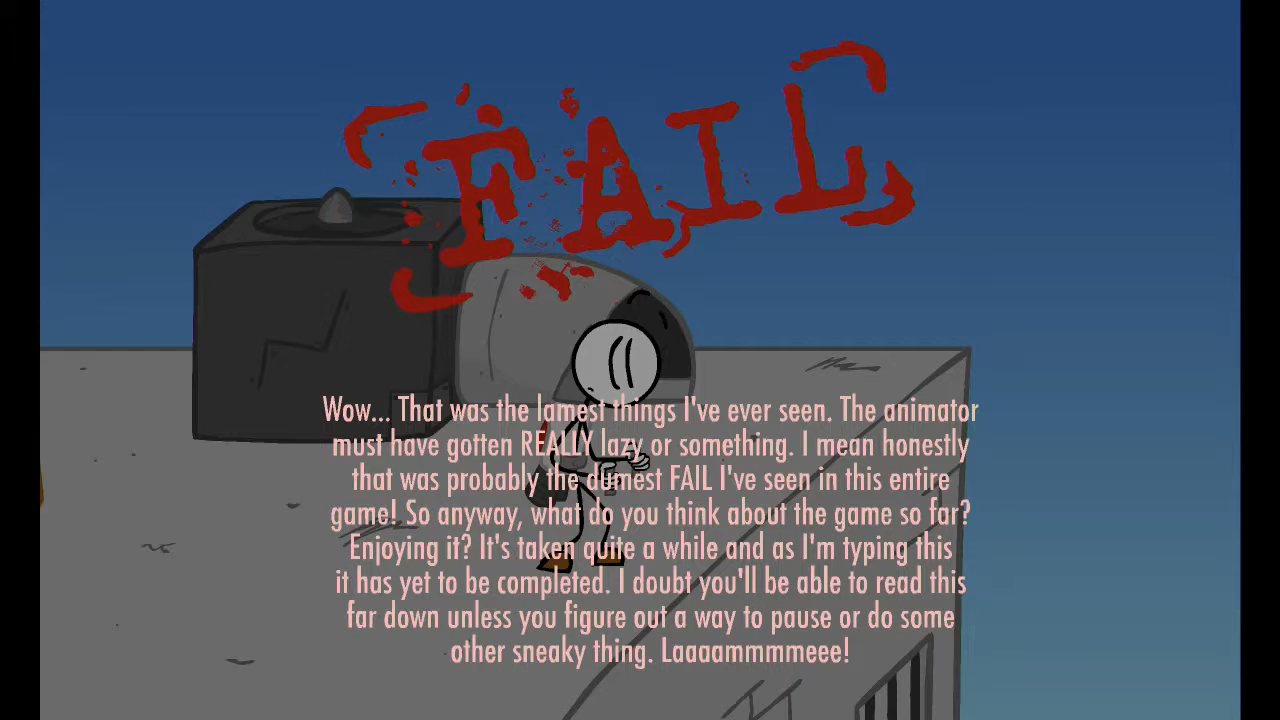 FAIL
Wow... That was the lamest things I've ever seen. The animator
must have gotten REALLY lazy or something. I mean honestly
that was probably the dumest FAIL I've seen in this entire
game! So anyway, what do you think about the game so far?
Enjoying it? It's taken quite a while and as I'm typing this
it has yet to be completed. I doubt you'll be able to read this
far down unless you figure out a way to pause or do some
other sneaky thing. Laaaammmmeee!